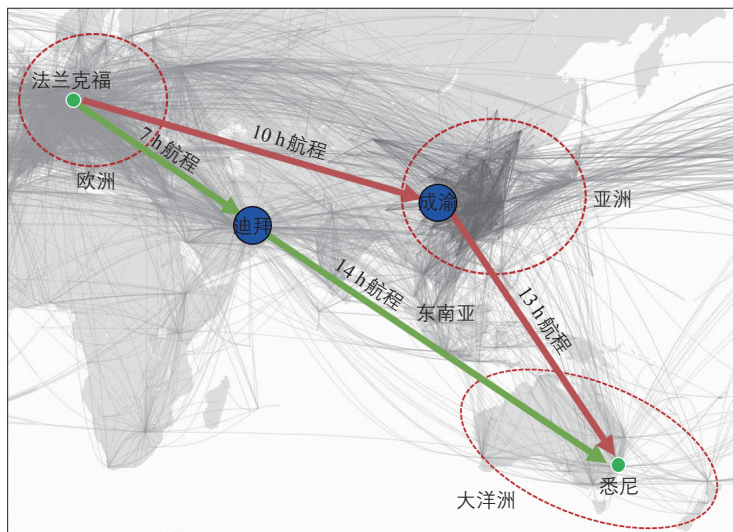 法兰克福
7 h航程
10 h航程
欧洲
成渝
亚洲
迪拜
14 h航程
东南亚
13 h航程
大洋洲
悉尼